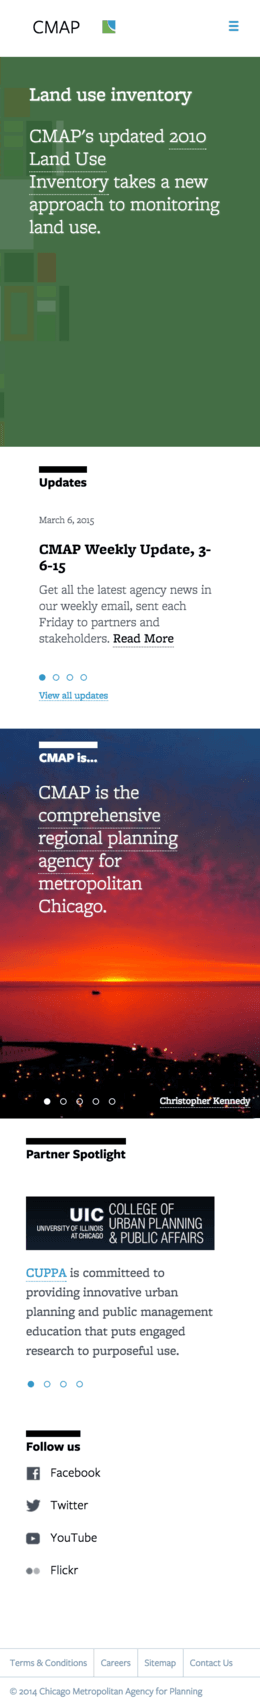 CMAP
Land use inventory
CMAP's updated 2010
Land Use
Inventory takes a new
approach to monitoring
land use.
Updates
March 6, 2015
CMAP Weekly Update, 3-
6-15
Get all the latest agency news in
our weekly email, sent each
Friday to partners and
stakeholders. Read More
View all updates
CMAP is...
CMAP is the
comprehensive
regional planning
agency for
metropolitan
Chicago.
Christopher Kennedy
Partner Spotlight
UIC COLLEGE OF
URBAN PLANNING
UNIVERSITY OF ILLINOIS
AT CHICAGO & PUBLIC AFFAIRS
CUPPA is committeed to
providing innovative urban
planning and public management
education that puts engaged
research to purposeful use.
Follow us
Facebook
Twitter
YouTube
Flickr
Terms & Conditions Careers Sitemap Contact Us
© 2014 Chicago Metropolitan Agency for Planning